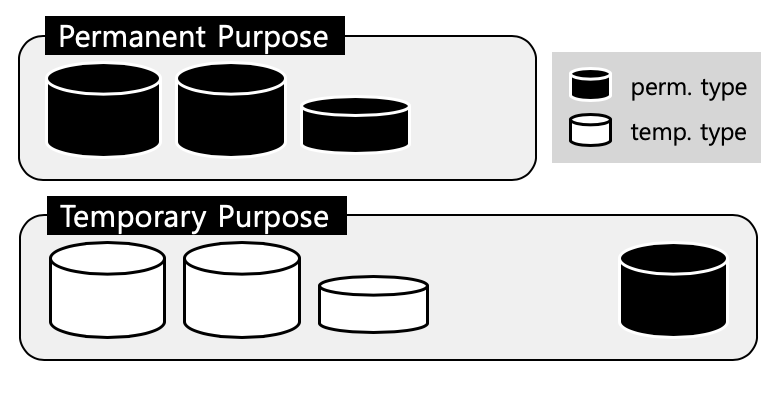 Permanent Purpose
perm. type
temp. type
Temporary Purpose